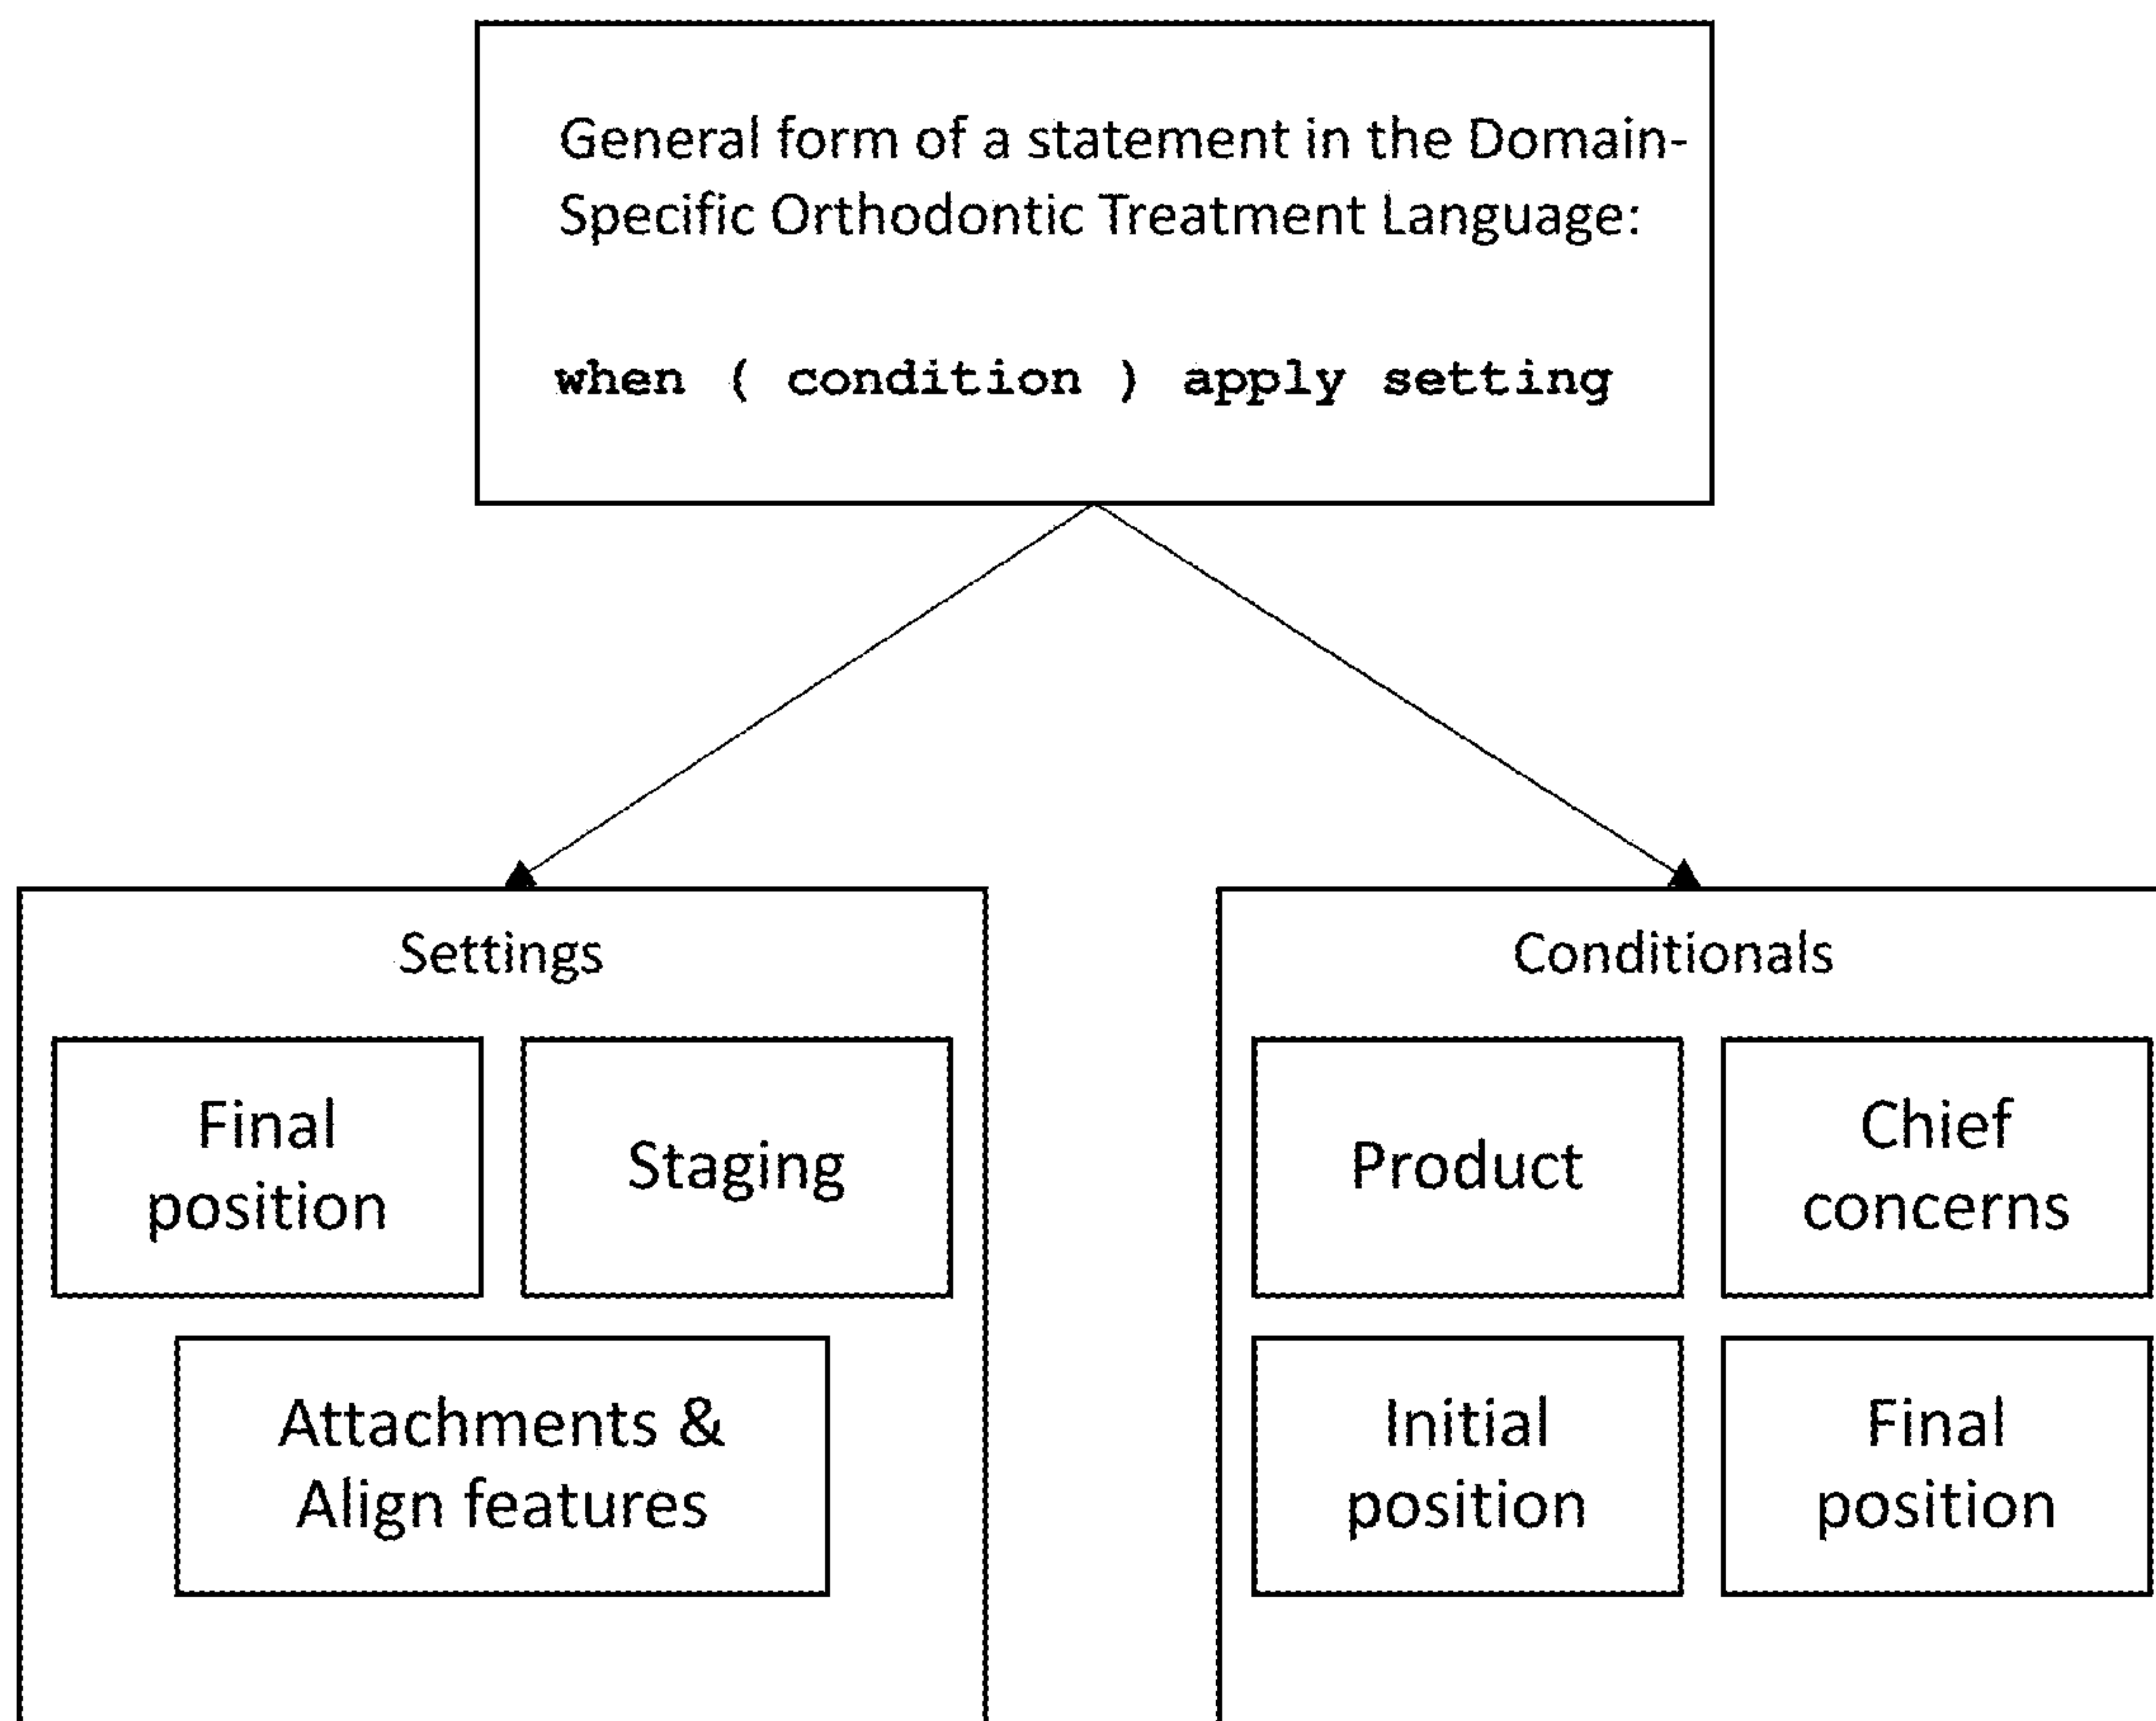 General form of a statement in the Domain-
Specific Orthodontic Treatment Language:
when ( condition ) apply setting
Settings
Final
position
Staging
Attachments &
Align features
Conditionals
Product
Chief
concerns
Initial
position
Final
position